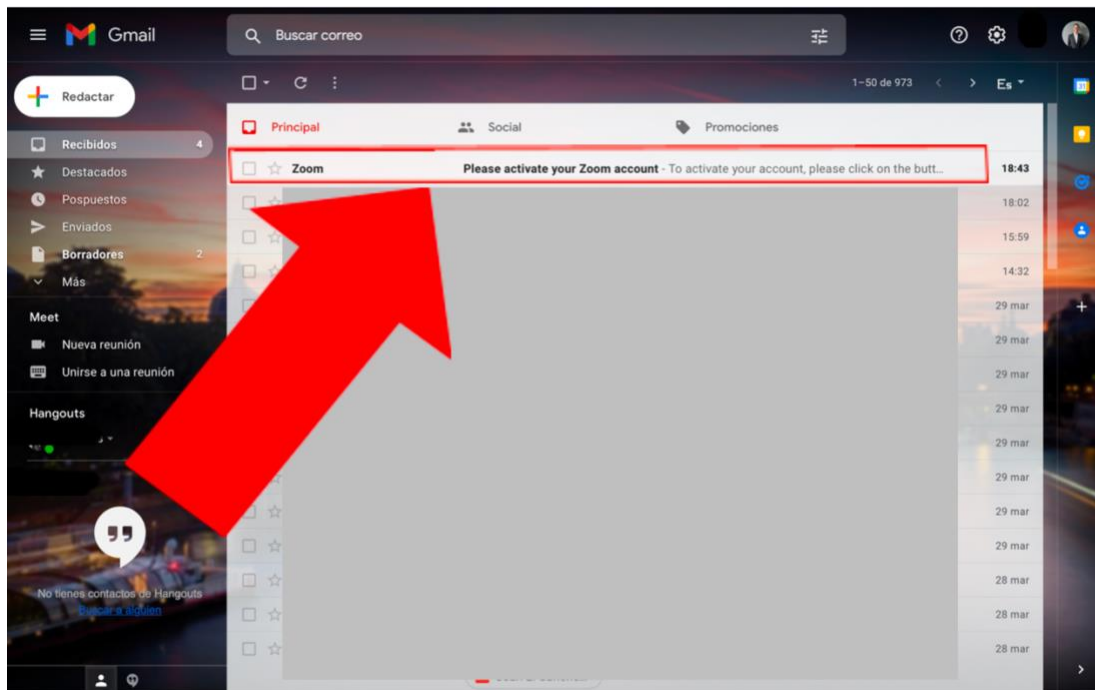 Gmail
Buscar correo
Redactar
1–50 de 973
Es
Principal
Social
Promociones
Recibidos 4
Destacados
Pospuestos
Enviados
Borradores 2
Más
Meet
Nueva reunión
Unirse a una reunión
Hangouts
No tienes contactos de Hangouts
Buscar a alguien
Zoom Please activate your Zoom account - To activate your account, please click on the butt... 18:43
18:02
15:59
14:32
29 mar
29 mar
29 mar
29 mar
29 mar
29 mar
29 mar
29 mar
28 mar
28 mar
28 mar
31